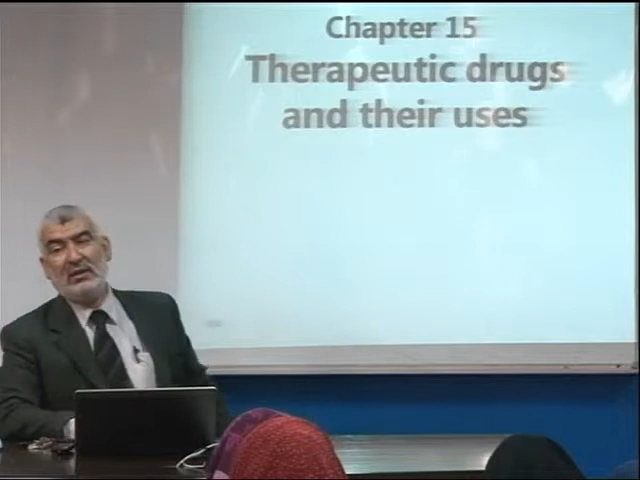 Chapter 15
Therapeutic drugs
and their uses